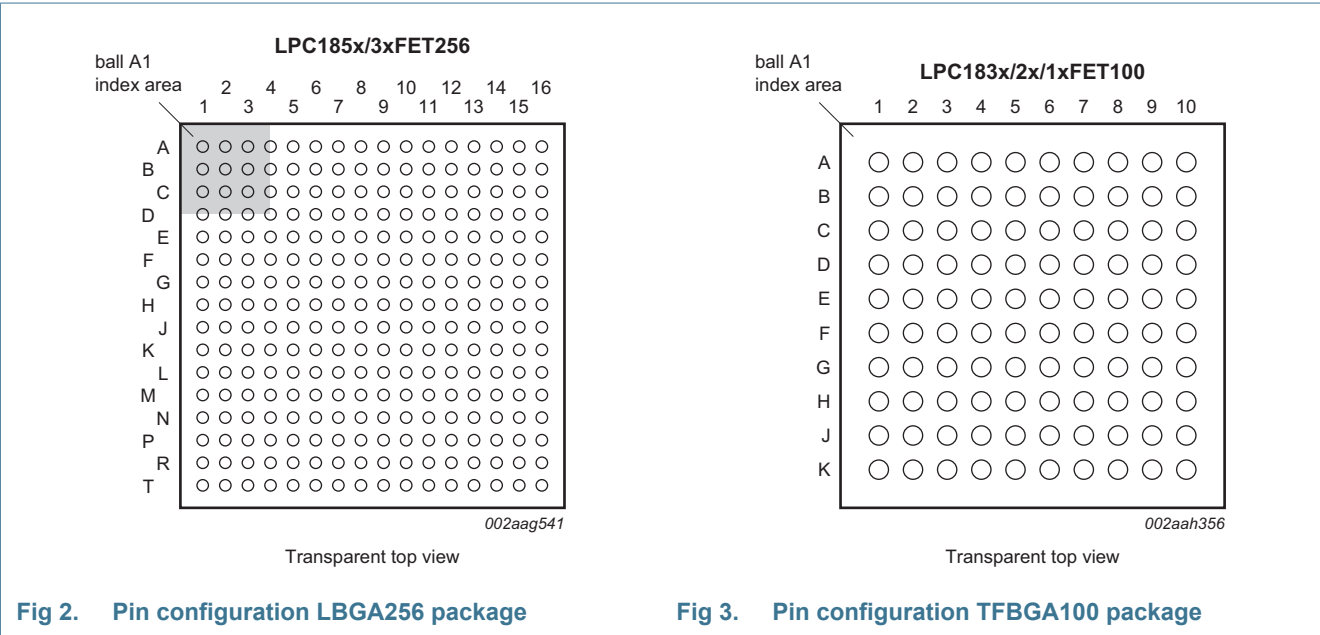 LPC185x/3xFET256
ball A1
index area
2 4 6 8 10 12 14 16
1 3 5 7 9 11 13 15
A
B
C
D
E
F
G
H
J
K
L
M
N
P
R
T
002aag541
Transparent top view
Fig 2. Pin configuration LBGA256 package
LPC183x/2x/1xFET100
ball A1
index area
1 2 3 4 5 6 7 8 9 10
A
B
C
D
E
F
G
H
J
K
002aah356
Transparent top view
Fig 3. Pin configuration TFBGA100 package